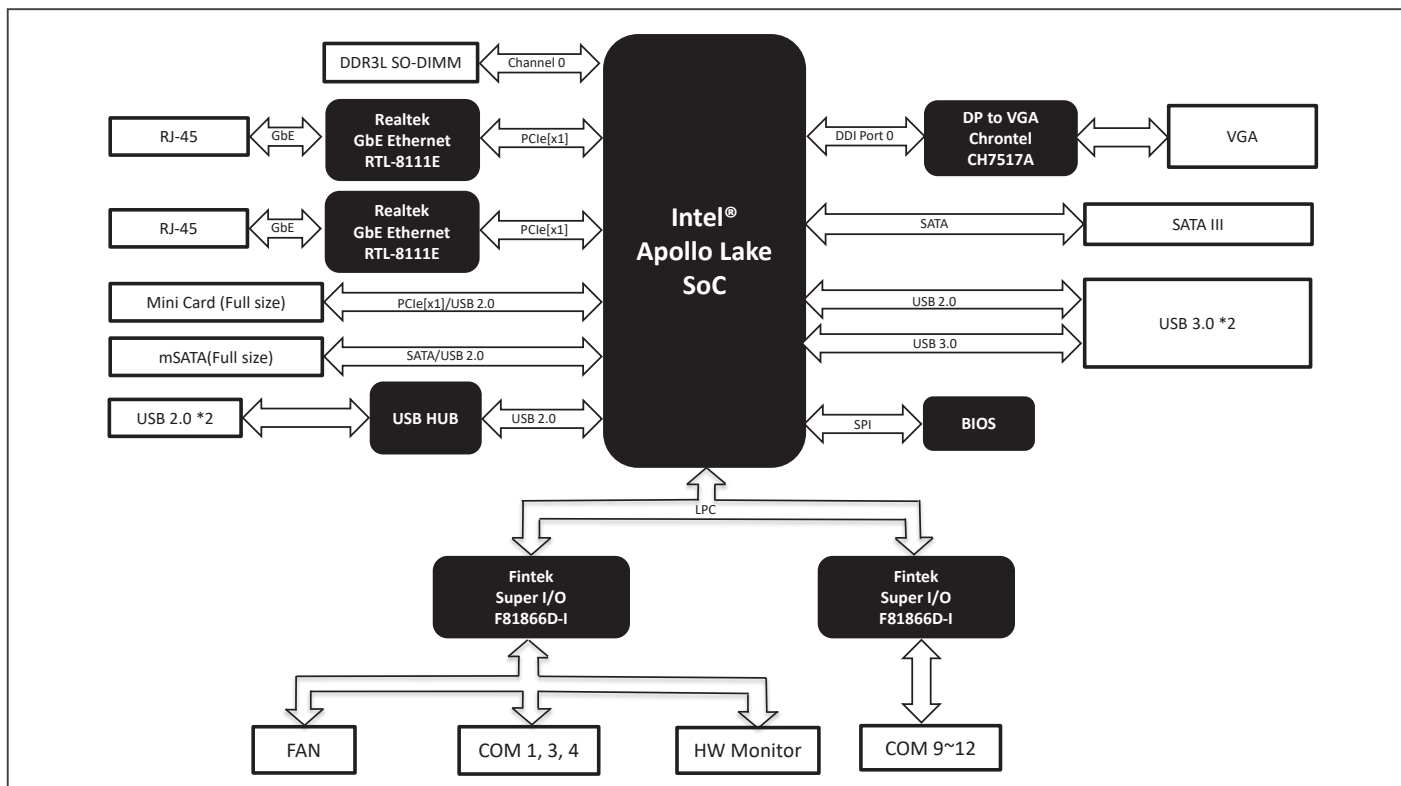 DDR3L SO-DIMM
Channel 0
RJ-45
GbE
Realtek
GbE Ethernet
RTL-8111E
PCIe[x1]
RJ-45
GbE
Realtek
GbE Ethernet
RTL-8111E
PCIe[x1]
Mini Card (Full size)
PCIe[x1]/USB 2.0
mSATA(Full size)
SATA/USB 2.0
USB 2.0 *2
USB HUB
USB 2.0
Intel®
Apollo Lake
SoC
DDI Port 0
DP to VGA
Chrontel
CH7517A
VGA
SATA
SATA III
USB 2.0
USB 3.0
USB 3.0 *2
SPI
BIOS
LPC
Fintek
Super I/O
F81866D-I
Fintek
Super I/O
F81866D-I
FAN
COM 1, 3, 4
HW Monitor
COM 9~12